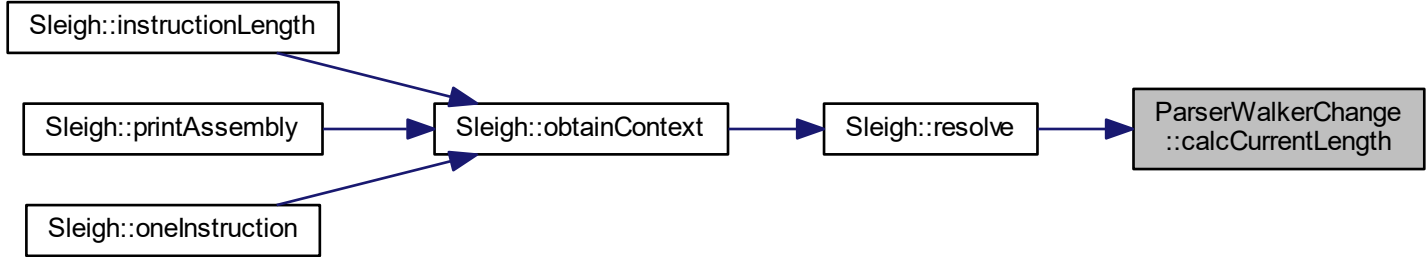 Sleigh::instructionLength
Sleigh::printAssembly
Sleigh::oneInstruction
Sleigh::obtainContext
Sleigh::resolve
ParserWalkerChange
::calcCurrentLength